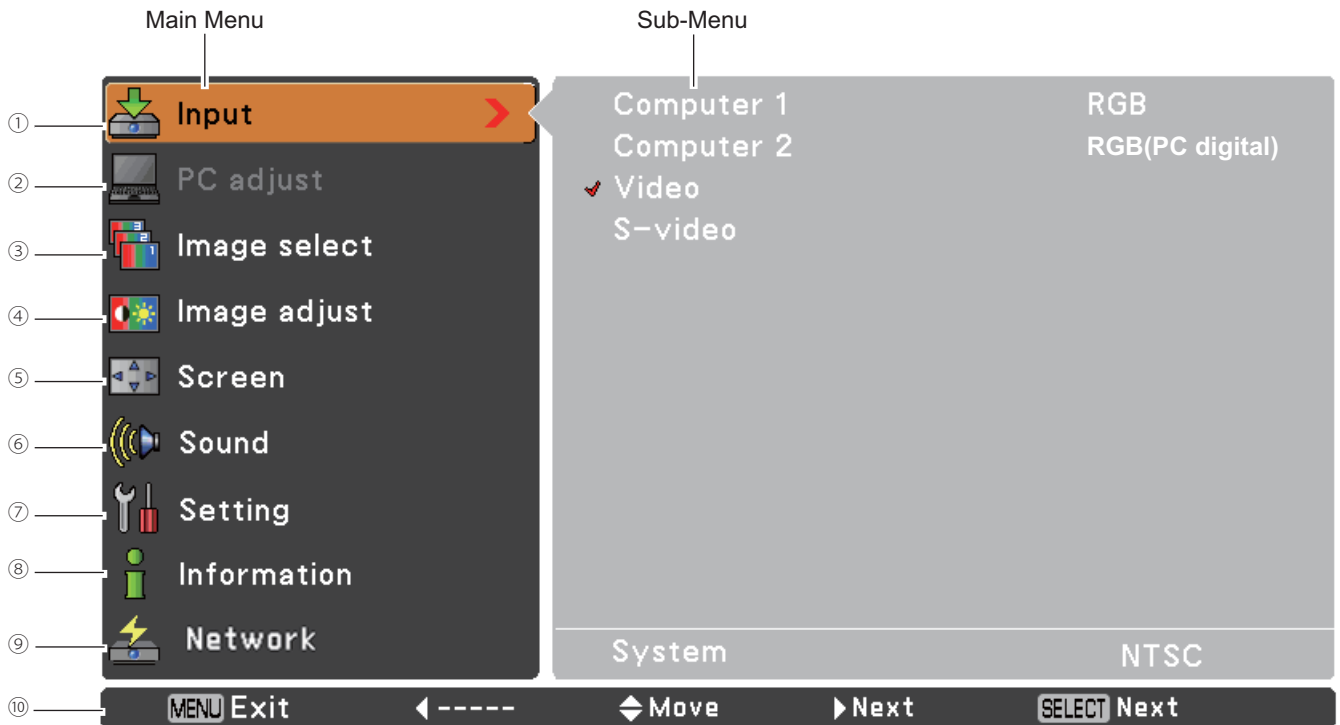 Main Menu
Sub-Menu
① Input
② PC adjust
③ Image select
④ Image adjust
⑤ Screen
⑥ Sound
⑦ Setting
⑧ Information
⑨ Network
Computer 1 RGB
Computer 2 RGB(PC digital)
Video
S-video
System NTSC
⑩ MENU Exit ----- Move Next SELECT Next